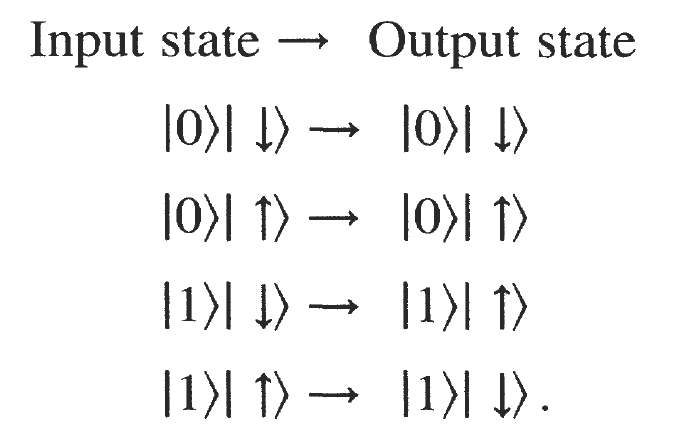 Input state → Output state
|0⟩| ↓⟩ → |0⟩| ↓⟩
|0⟩| ↑⟩ → |0⟩| ↑⟩
|1⟩| ↓⟩ → |1⟩| ↑⟩
|1⟩| ↑⟩ → |1⟩| ↓⟩.